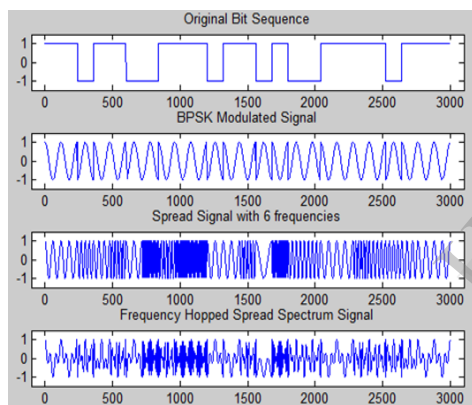 Original Bit Sequence
1
0
-1
0 500 1000 1500 2000 2500 3000
BPSK Modulated Signal
1
0
-1
0 500 1000 1500 2000 2500 3000
Spread Signal with 6 frequencies
1
0
-1
0 500 1000 1500 2000 2500 3000
Frequency Hopped Spread Spectrum Signal
1
0
-1
0 500 1000 1500 2000 2500 3000